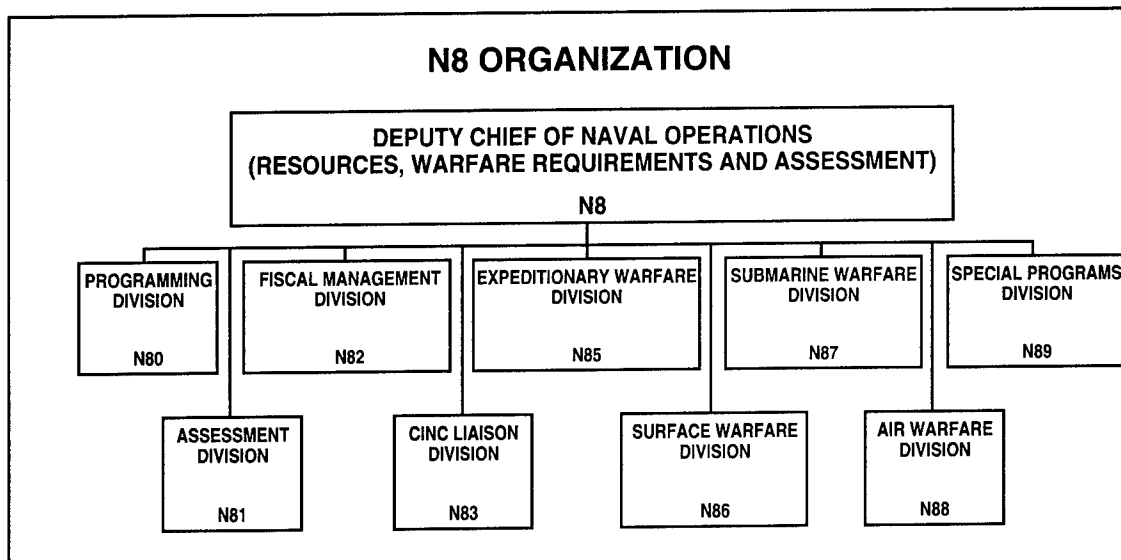 N8 ORGANIZATION
DEPUTY CHIEF OF NAVAL OPERATIONS
(RESOURCES, WARFARE REQUIREMENTS AND ASSESSMENT)
N8
PROGRAMMING
DIVISION
N80
FISCAL MANAGEMENT
DIVISION
N82
EXPEDITIONARY WARFARE
DIVISION
N85
SUBMARINE WARFARE
DIVISION
N87
SPECIAL PROGRAMS
DIVISION
N89
ASSESSMENT
DIVISION
N81
CINC LIAISON
DIVISION
N83
SURFACE WARFARE
DIVISION
N86
AIR WARFARE
DIVISION
N88